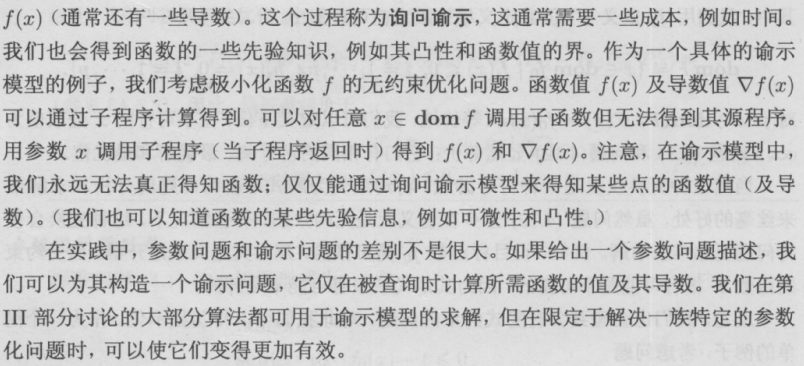 f(x)（通常还有一些导数）。这个过程称为询问谕示，这通常需要一些成本，例如时间。
我们也会得到函数的一些先验知识，例如其凸性和函数值的界。作为一个具体的谕示
模型的例子，我们考虑极小化函数 f 的无约束优化问题。函数值 f(x) 及导数值 ∇f(x)
可以通过子程序计算得到。可以对任意 x ∈ dom f 调用子函数但无法得到其源程序。
用参数 x 调用子程序（当子程序返回时）得到 f(x) 和 ∇f(x)。注意，在谕示模型中，
我们永远无法真正得知函数；仅仅能通过询问谕示模型来得知某些点的函数值（及导
数）。（我们也可以知道函数的某些先验信息，例如可微性和凸性。）
在实践中，参数问题和谕示问题的差别不是很大。如果给出一个参数问题描述，我
们可以为其构造一个谕示问题，它仅在被查询时计算所需函数的值及其导数。我们在第
III 部分讨论的大部分算法都可用于谕示模型的求解，但在限定于解决一族特定的参数
化问题时，可以使它们变得更加有效。